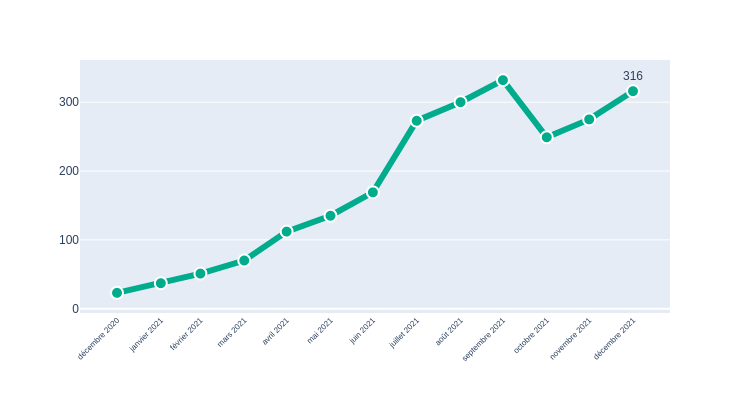 316
300
200
100
0
décembre 2020
janvier 2021
février 2021
mars 2021
avril 2021
mai 2021
juin 2021
juillet 2021
août 2021
septembre 2021
octobre 2021
novembre 2021
décembre 2021